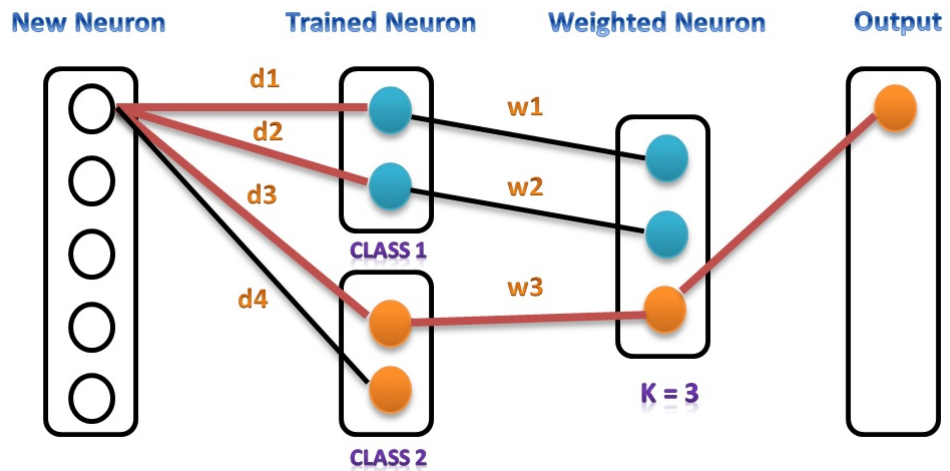 New Neuron Trained Neuron Weighted Neuron Output
d1
w1
d2
w2
d3
CLASS 1
d4
w3
K = 3
CLASS 2